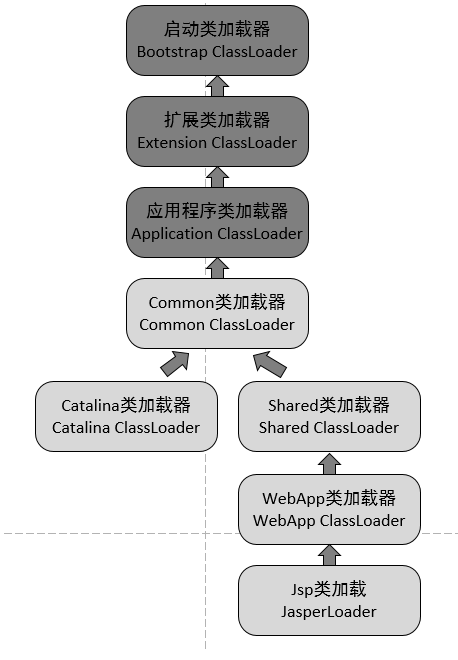 启动类加载器
Bootstrap ClassLoader
扩展类加载器
Extension ClassLoader
应用程序类加载器
Application ClassLoader
Common类加载器
Common ClassLoader
Catalina类加载器
Catalina ClassLoader
Shared类加载器
Shared ClassLoader
WebApp类加载器
WebApp ClassLoader
Jsp类加载
JasperLoader